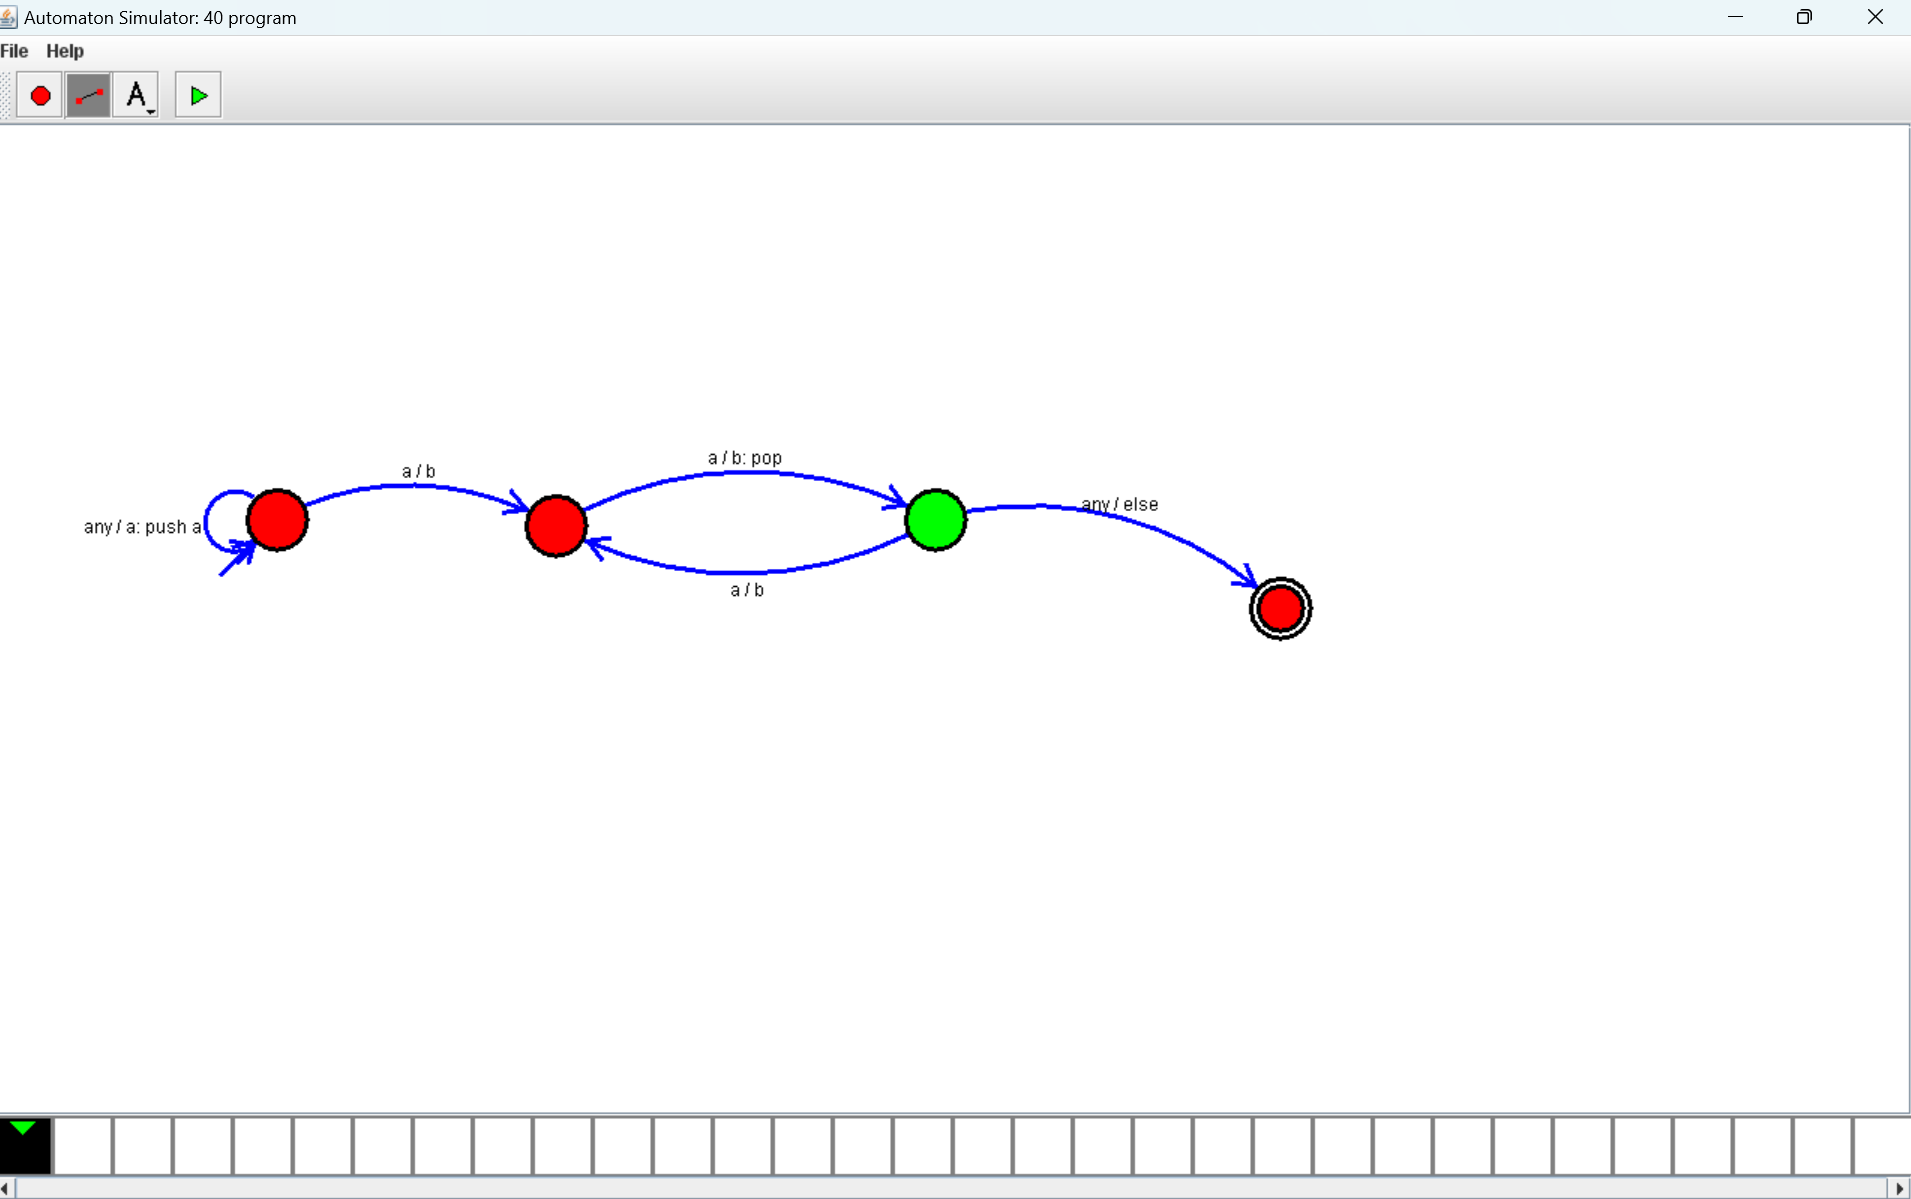 Automaton Simulator: 40 program
File Help
A
a / b: pop
a / b
any / else
any / a: push a
a / b